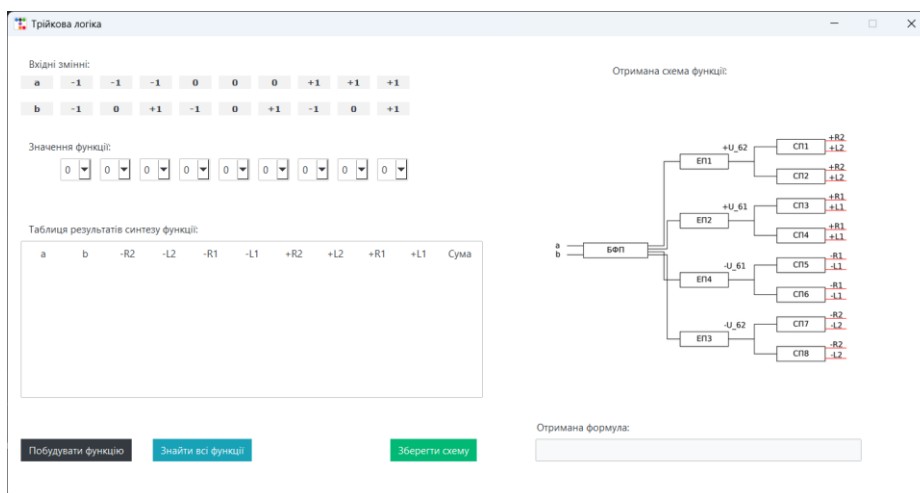 Трійкова логіка
Вхідні змінні:
a -1 -1 -1 0 0 0 +1 +1 +1
b -1 0 +1 -1 0 +1 -1 0 +1
Значення функції:
0 0 0 0 0 0 0 0 0
Таблиця результатів синтезу функції:
a b -R2 -L2 -R1 -L1 +R2 +L2 +R1 +L1 Сума
Побудувати функцію
Знайти всі функції
Зберегти схему
Отримана схема функції:
a
b
БФП
ЕП1
+U_62
СП1
+R2
+L2
СП2
+R2
+L2
ЕП2
+U_61
СП3
+R1
+L1
СП4
+R1
+L1
ЕП4
-U_61
СП5
-R1
-L1
СП6
-R1
-L1
ЕП3
-U_62
СП7
-R2
-L2
СП8
-R2
-L2
Отримана формула: